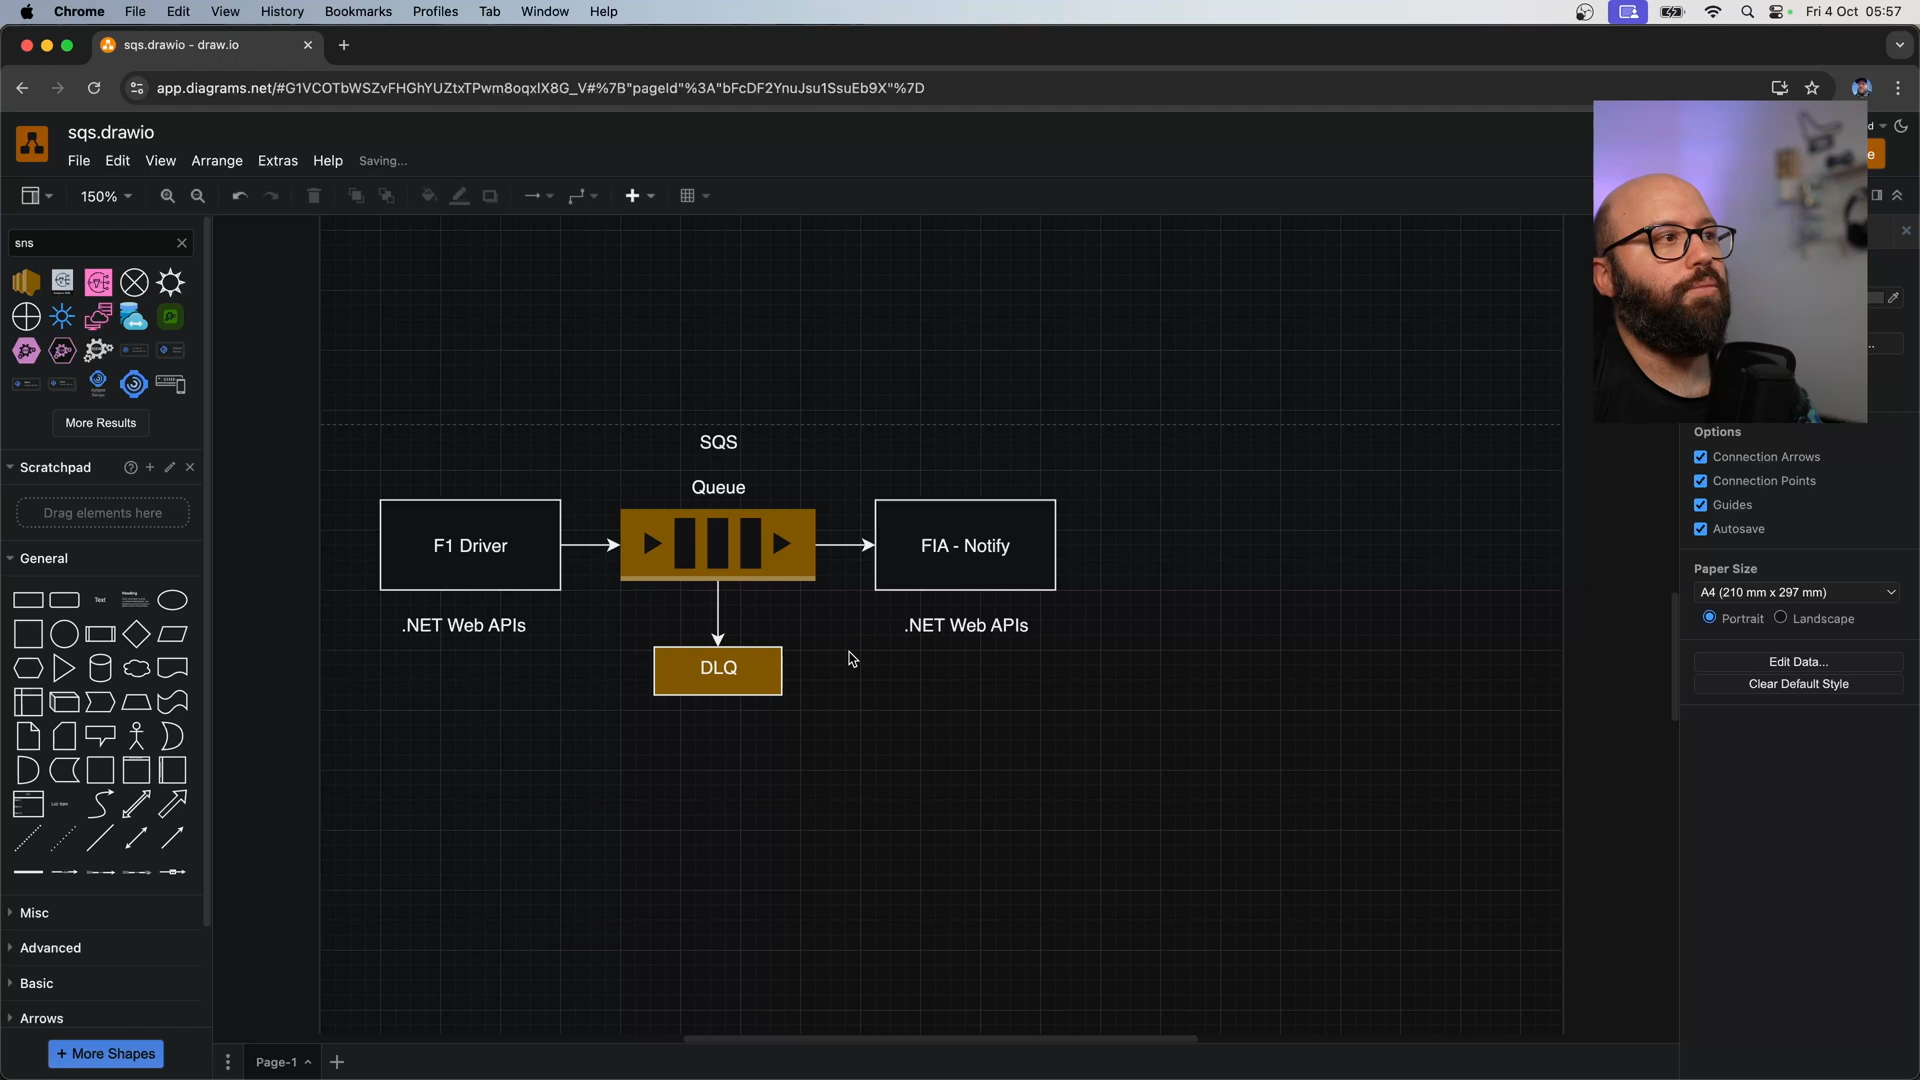 Chrome File Edit View History Bookmarks Profiles Tab Window Help Fri 4 Oct 05:57
sqs.drawio - draw.io
app.diagrams.net/#G1VCOTbWSZvFHGhYUZtxTPwm8oqxlX8G_V#%7B"pageId"%3A"bFcDF2YnuJsu1SsuEb9X"%7D
sqs.drawio
File Edit View Arrange Extras Help Saving...
150%
sns
More Results
Scratchpad
Drag elements here
General
Text
Heading
List Item
Misc
Advanced
Basic
Arrows
+ More Shapes
SQS
Queue
F1 Driver
FIA - Notify
.NET Web APIs
.NET Web APIs
DLQ
Options
Connection Arrows
Connection Points
Guides
Autosave
Paper Size
A4 (210 mm x 297 mm)
Portrait Landscape
Edit Data...
Clear Default Style
Page-1